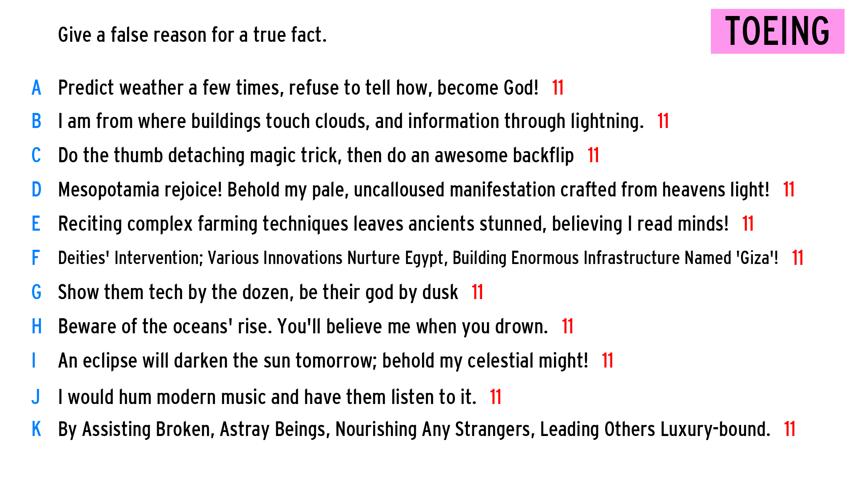 Give a false reason for a true fact.
TOEING
A Predict weather a few times, refuse to tell how, become God! 11
B I am from where buildings touch clouds, and information through lightning. 11
C Do the thumb detaching magic trick, then do an awesome backflip 11
D Mesopotamia rejoice! Behold my pale, uncalloused manifestation crafted from heavens light! 11
E Reciting complex farming techniques leaves ancients stunned, believing I read minds! 11
F Deities' Intervention; Various Innovations Nurture Egypt, Building Enormous Infrastructure Named 'Giza'! 11
G Show them tech by the dozen, be their god by dusk 11
H Beware of the oceans' rise. You'll believe me when you drown. 11
I An eclipse will darken the sun tomorrow; behold my celestial might! 11
J I would hum modern music and have them listen to it. 11
K By Assisting Broken, Astray Beings, Nourishing Any Strangers, Leading Others Luxury-bound. 11